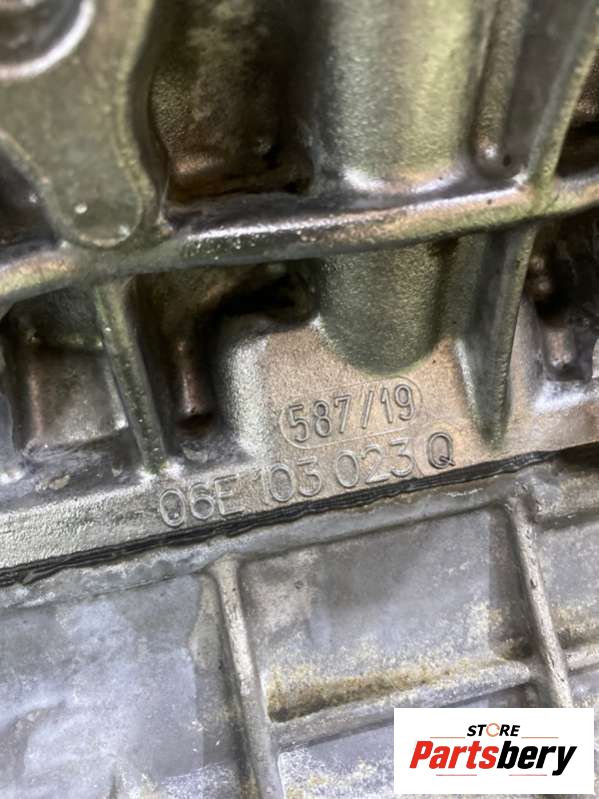 587/19
06E 103 023 Q
STORE
Partsbery